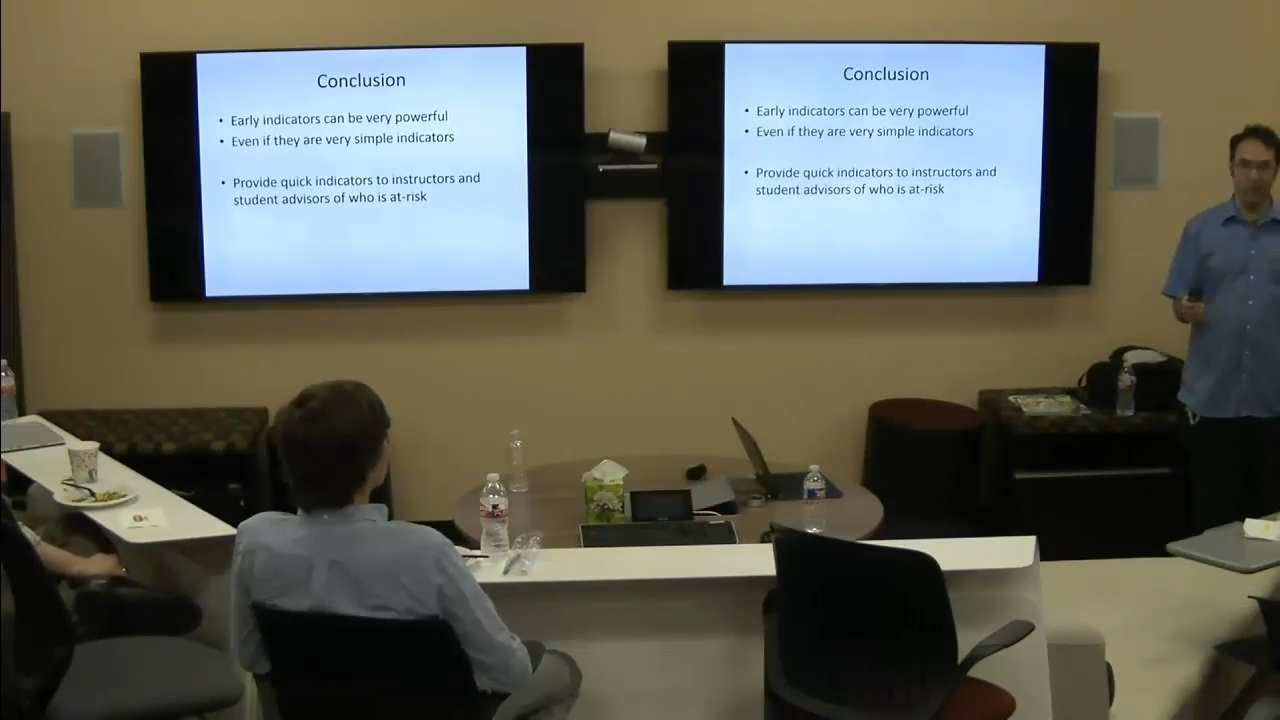 Conclusion
• Early indicators can be very powerful
• Even if they are very simple indicators
• Provide quick indicators to instructors and
student advisors of who is at-risk
Conclusion
• Early indicators can be very powerful
• Even if they are very simple indicators
• Provide quick indicators to instructors and
student advisors of who is at-risk